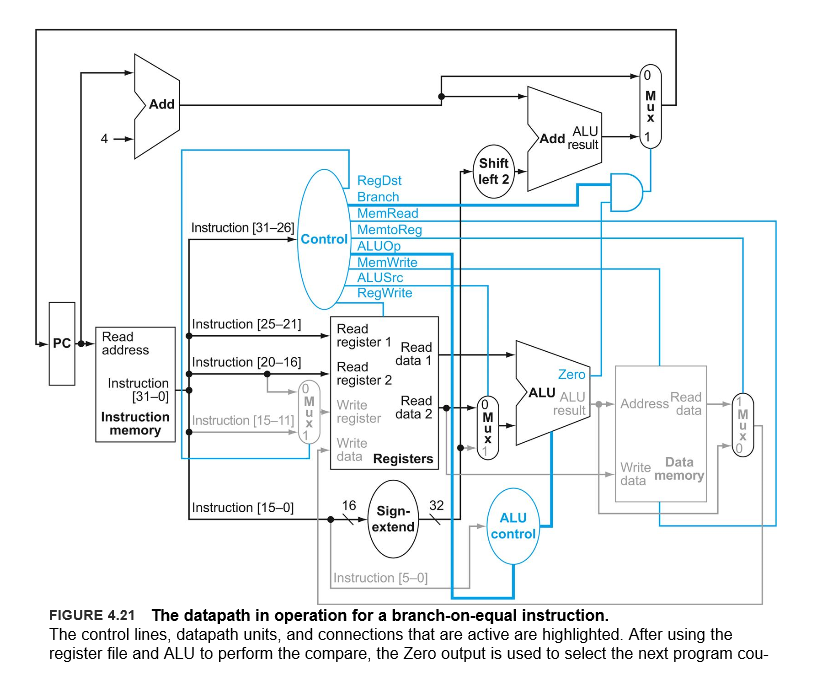 Add
4
0
M
u
x
1
Add
ALU
result
Shift
left 2
RegDst
Branch
MemRead
MemtoReg
ALUOp
MemWrite
ALUSrc
RegWrite
Control
Instruction [31–26]
Instruction [25–21]
Instruction [20–16]
Instruction [15–11]
Instruction [15–0]
Instruction [5–0]
PC
Read
address
Instruction
[31–0]
Instruction
memory
0
M
u
x
1
Read
register 1
Read
register 2
Write
register
Write
data
Read
data 1
Read
data 2
Registers
16
Sign-
extend
32
0
M
u
x
1
Zero
ALU
ALU
result
ALU
control
Address
Read
data
Write
data
Data
memory
1
M
u
x
0
FIGURE 4.21 The datapath in operation for a branch-on-equal instruction.
The control lines, datapath units, and connections that are active are highlighted. After using the
register file and ALU to perform the compare, the Zero output is used to select the next program cou-